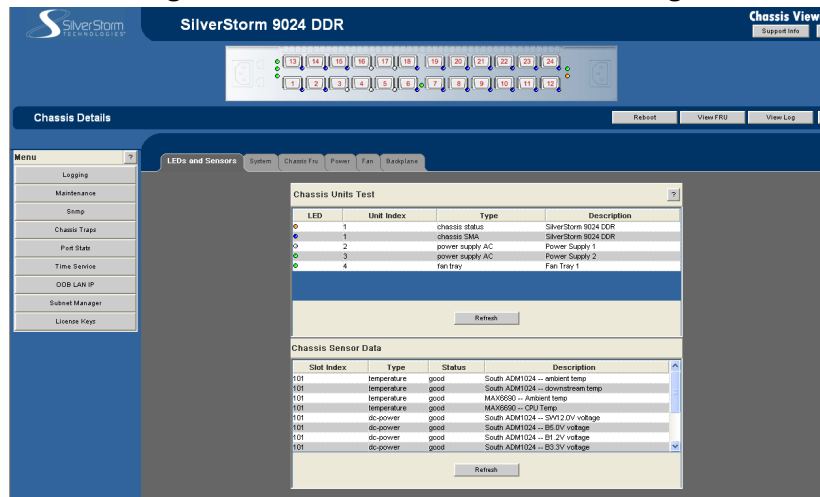 SilverStorm
TECHNOLOGIES
SilverStorm 9024 DDR
Chassis View
Support Info
13 14 15 16 17 18 19 20 21 22 23 24
1 2 3 4 5 6 7 8 9 10 11 12
Chassis Details
Reboot View FRU View Log
Menu ?
Logging
Maintenance
Snmp
Chassis Traps
Port Stats
Time Service
OOB LAN IP
Subnet Manager
License Keys
LEDs and Sensors System Chassis Fru Power Fan Backplane
Chassis Units Test ?
LED Unit Index Type Description
1 chassis status SilverStorm 9024 DDR
1 chassis SMA SilverStorm 9024 DDR
2 power supply AC Power Supply 1
3 power supply AC Power Supply 2
4 fan tray Fan Tray 1
Refresh
Chassis Sensor Data
Slot Index Type Status Description
101 temperature good South ADM1024 -- ambient temp
101 temperature good South ADM1024 -- downstream temp
101 temperature good MAX6690 -- Ambient temp
101 temperature good MAX6690 -- CPU Temp
101 dc-power good South ADM1024 -- SW12.0V voltage
101 dc-power good South ADM1024 -- B5.0V voltage
101 dc-power good South ADM1024 -- B1.2V voltage
101 dc-power good South ADM1024 -- B3.3V voltage
Refresh